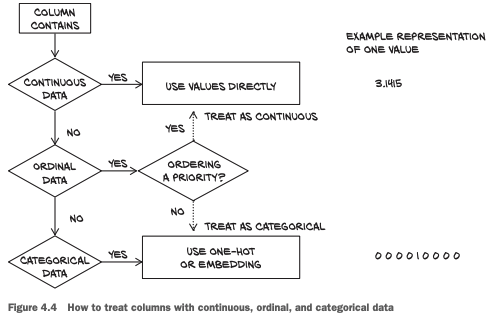 COLUMN
CONTAINS
EXAMPLE REPRESENTATION
OF ONE VALUE
CONTINUOUS
DATA
YES
USE VALUES DIRECTLY
3.1415
NO
YES
TREAT AS CONTINUOUS
ORDINAL
DATA
YES
ORDERING
A PRIORITY?
NO
NO
TREAT AS CATEGORICAL
CATEGORICAL
DATA
YES
USE ONE-HOT
OR EMBEDDING
000010000
Figure 4.4 How to treat columns with continuous, ordinal, and categorical data